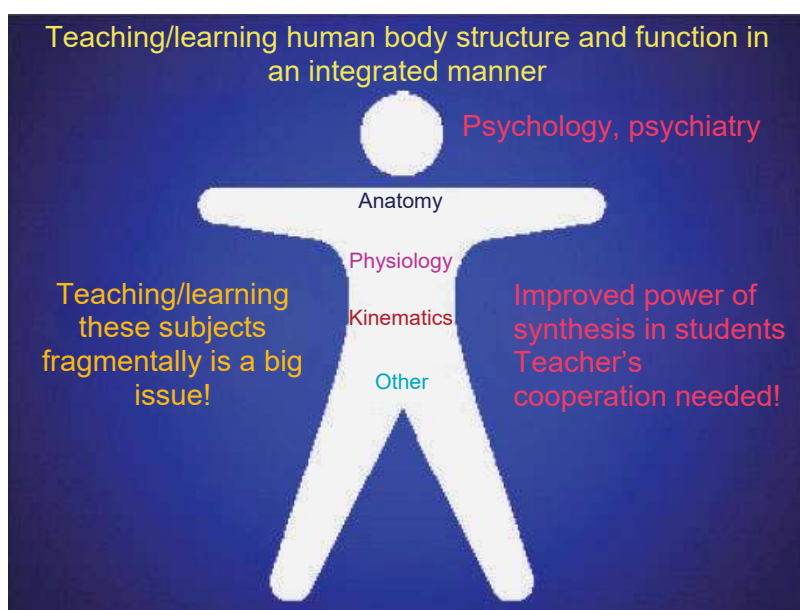 Teaching/learning human body structure and function in
an integrated manner
Psychology, psychiatry
Anatomy
Physiology
Kinematics
Other
Teaching/learning
these subjects
fragmentally is a big
issue!
Improved power of
synthesis in students
Teacher’s
cooperation needed!